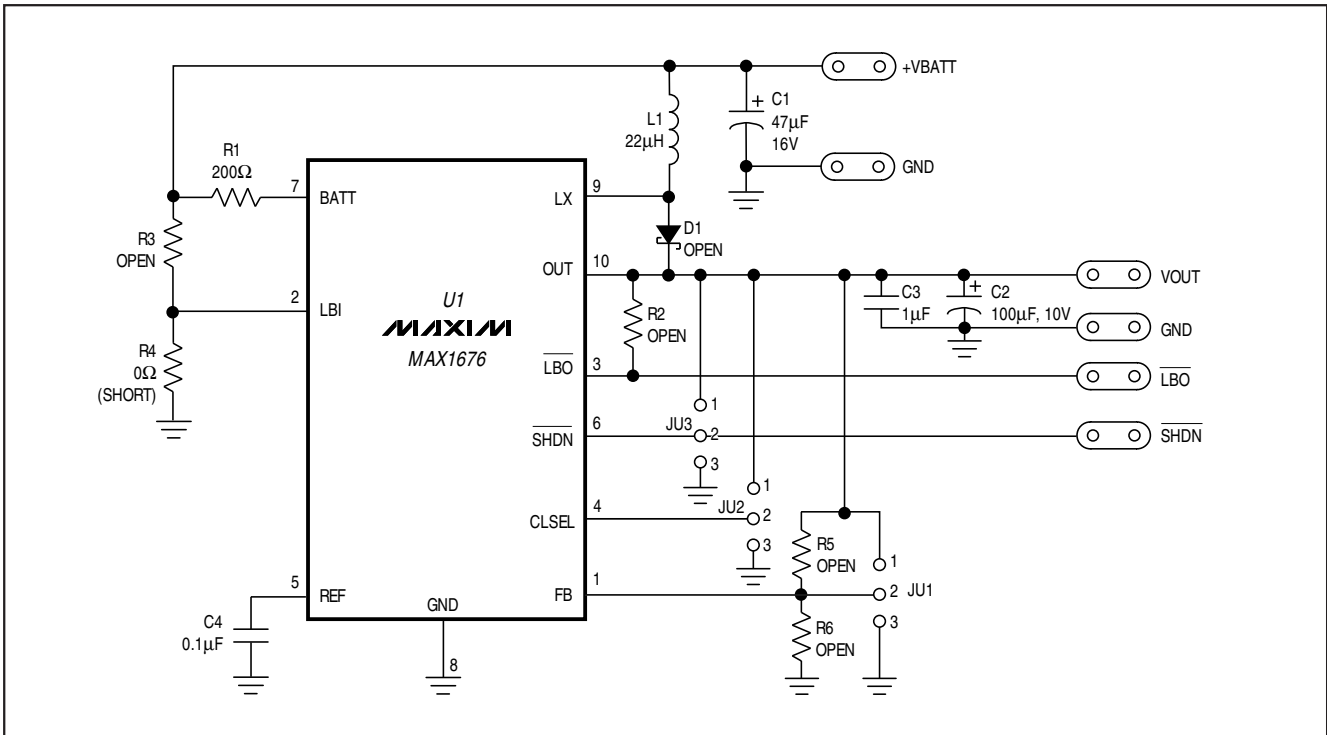 +VBATT
C1
47µF
16V
+
L1
22µH
GND
R1
200Ω
7
BATT
LX
9
D1
OPEN
R3
OPEN
OUT
10
VOUT
2
LBI
U1
MAXIM
MAX1676
R2
OPEN
C3
1µF
+
C2
100µF, 10V
GND
R4
0Ω
(SHORT)
LBO
3
LBO
1
JU3
2
3
SHDN
6
SHDN
1
JU2
2
3
CLSEL
4
R5
OPEN
1
2
JU1
3
5
REF
GND
FB
1
R6
OPEN
C4
0.1µF
8